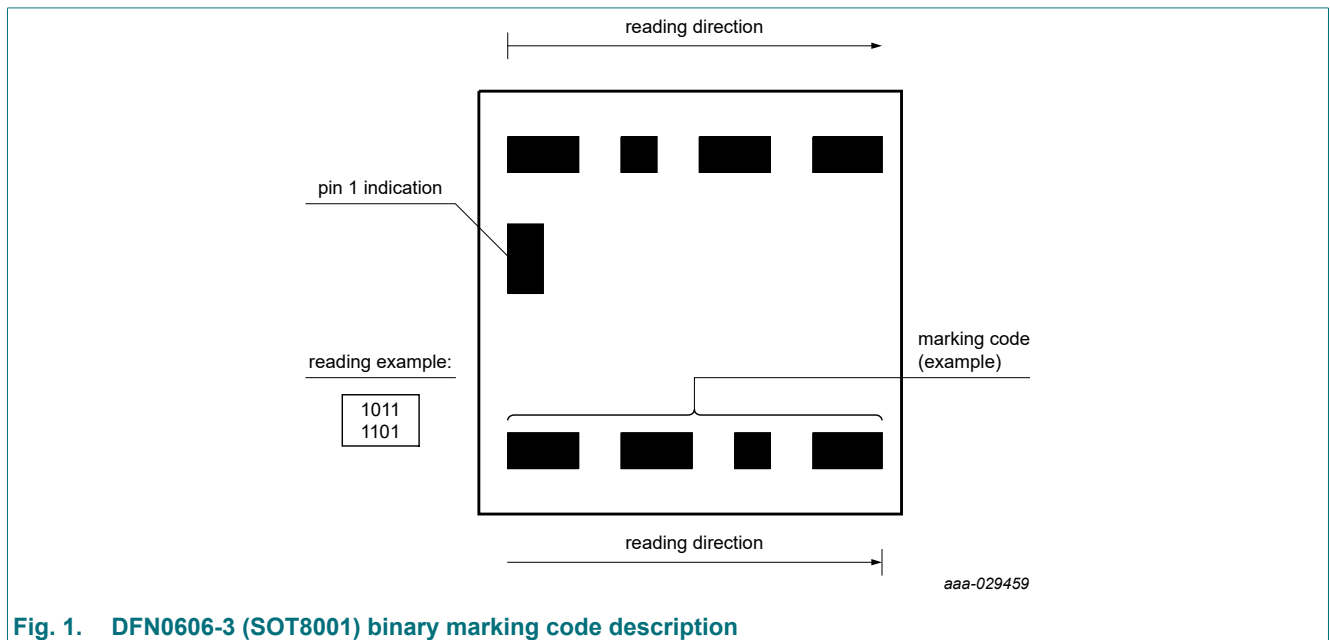 reading direction
pin 1 indication
marking code
(example)
reading example:
1011
1101
reading direction
aaa-029459
Fig. 1. DFN0606-3 (SOT8001) binary marking code description